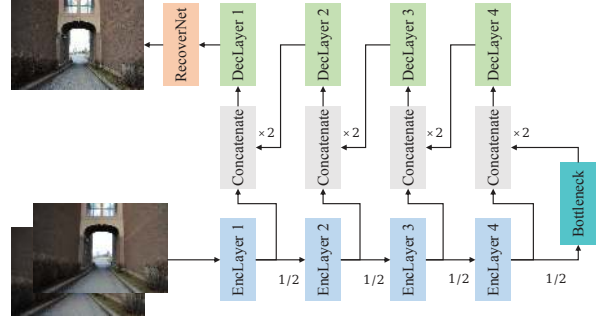 RecoverNet
DecLayer 1
DecLayer 2
DecLayer 3
DecLayer 4
Concatenate
×2
Concatenate
×2
Concatenate
×2
Concatenate
×2
Bottleneck
EncLayer 1
1/2
EncLayer 2
1/2
EncLayer 3
1/2
EncLayer 4
1/2